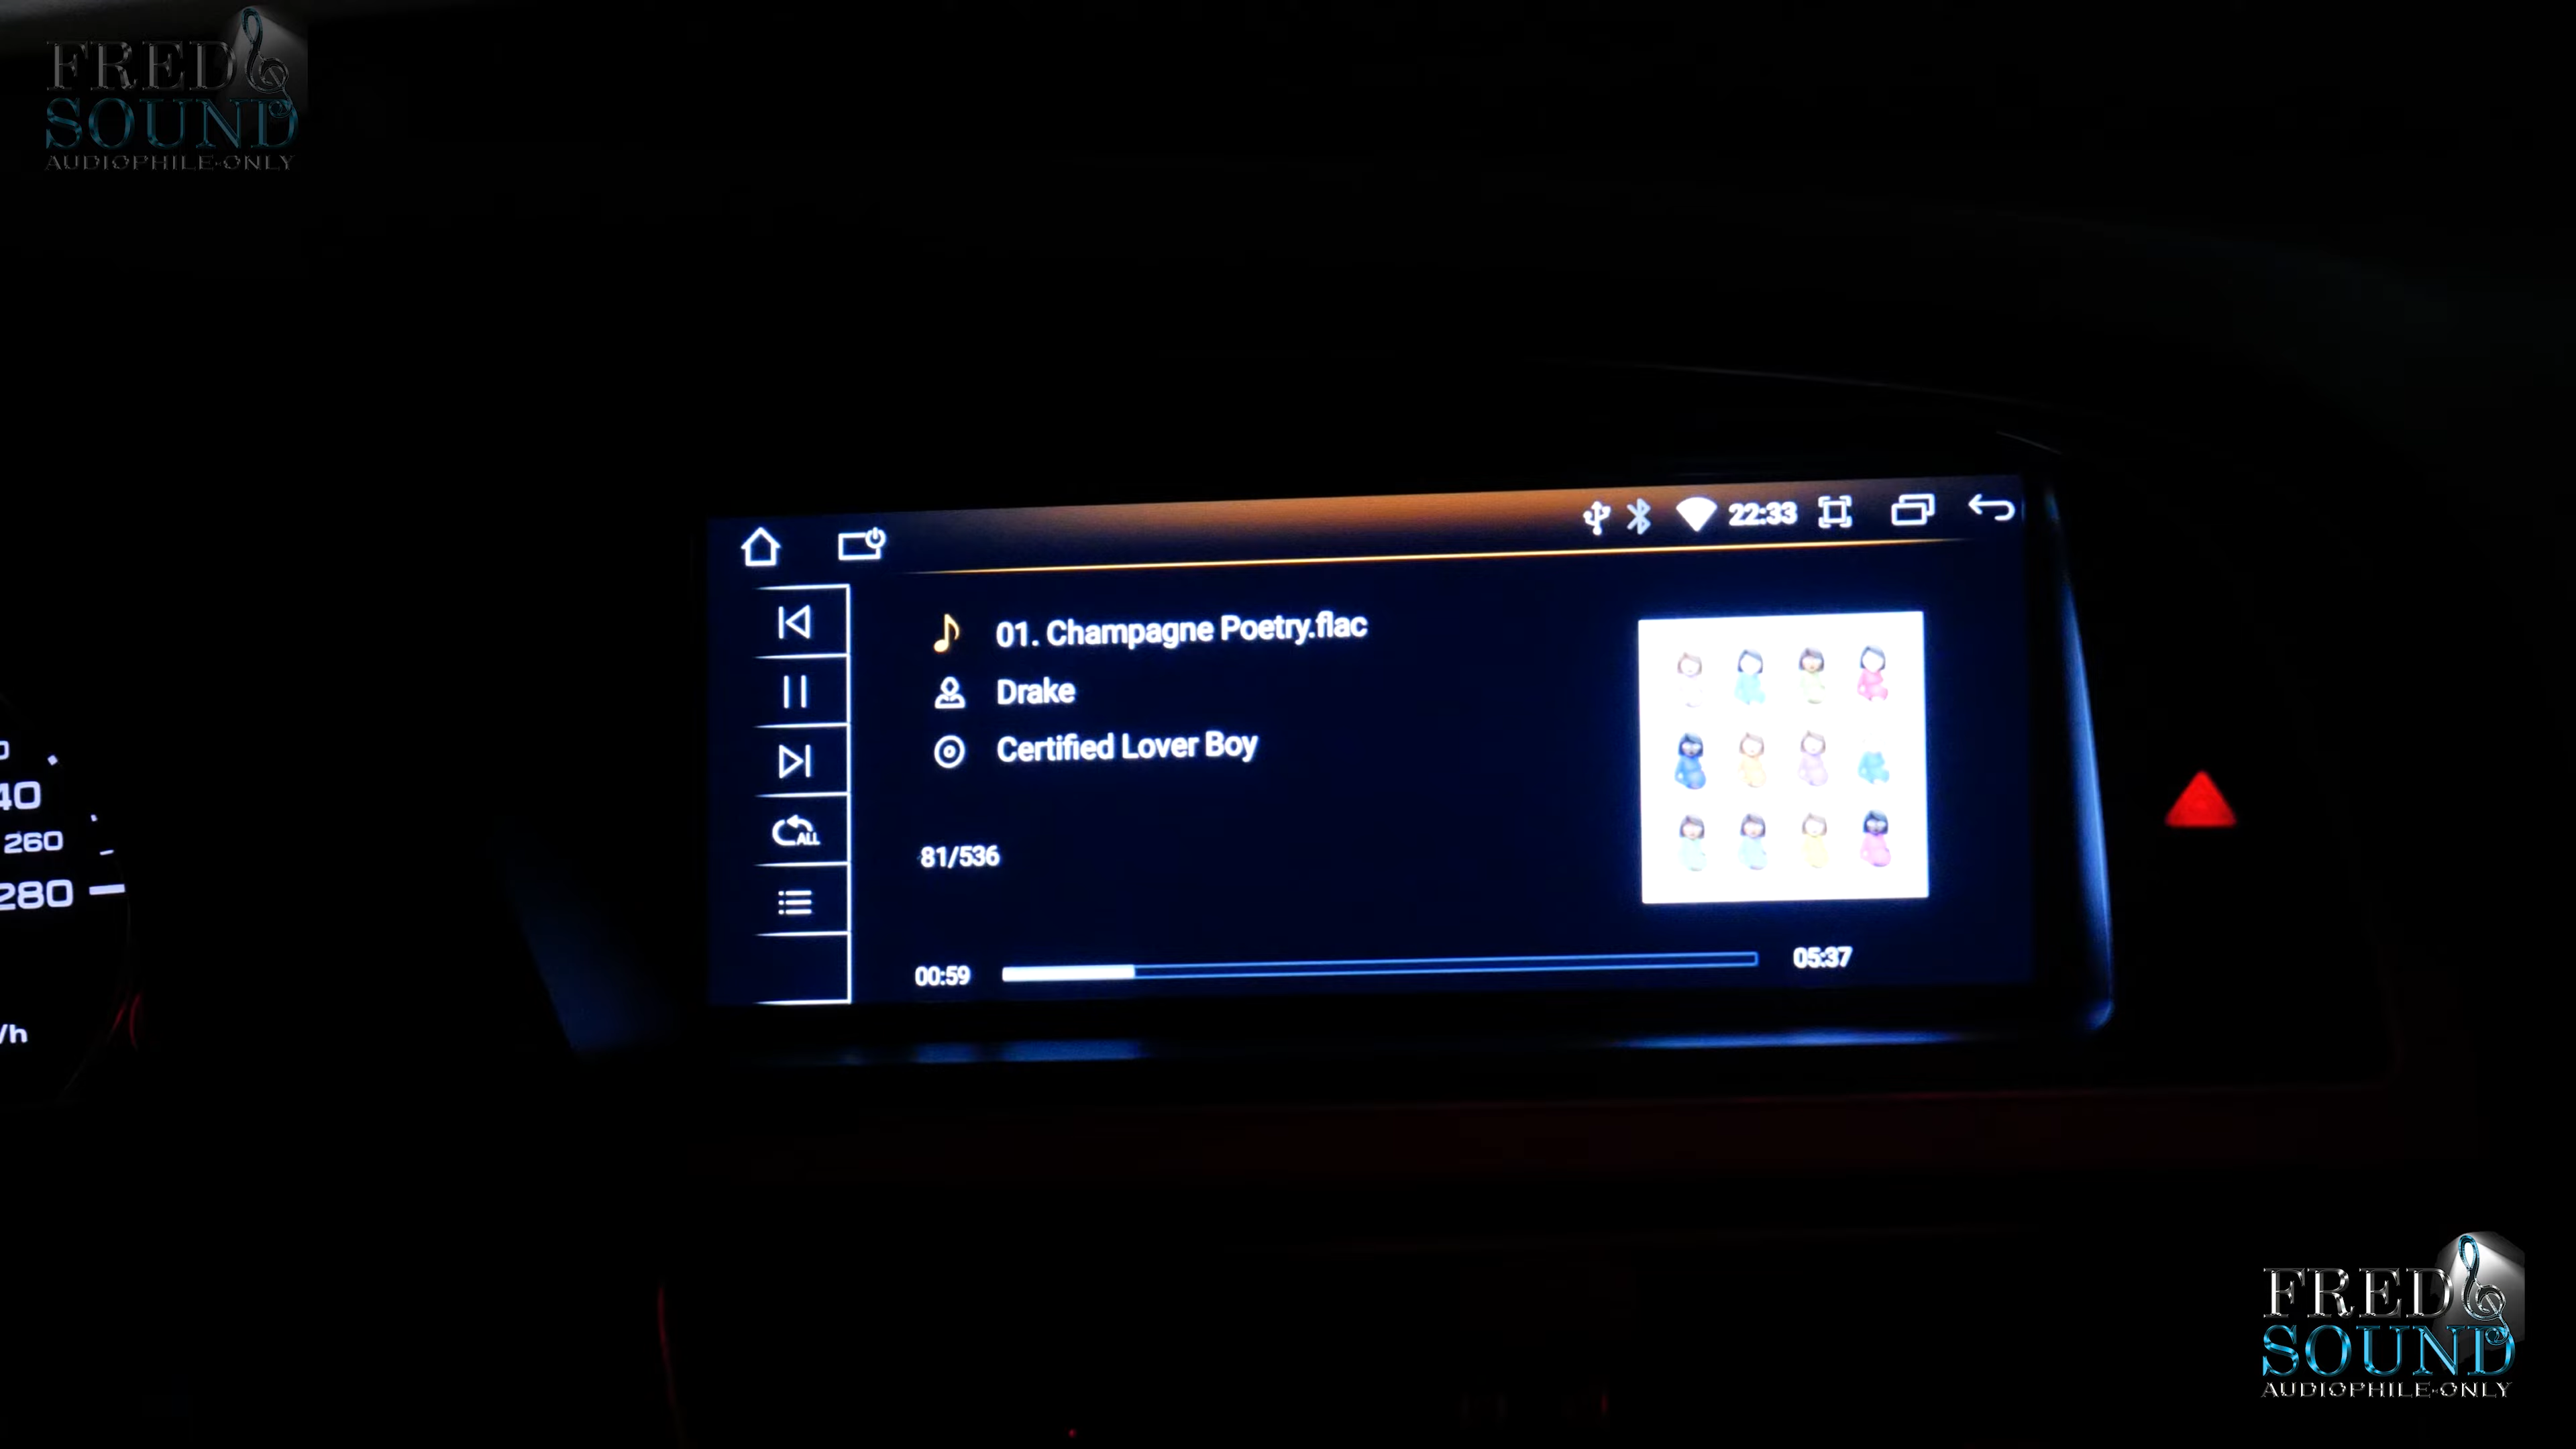 FRED
SOUND
AUDIOPHILE-ONLY
22:33
01. Champagne Poetry.flac
Drake
Certified Lover Boy
ALL
81/536
00:59
05:37
40
260
280
/h
FRED
SOUND
AUDIOPHILE-ONLY